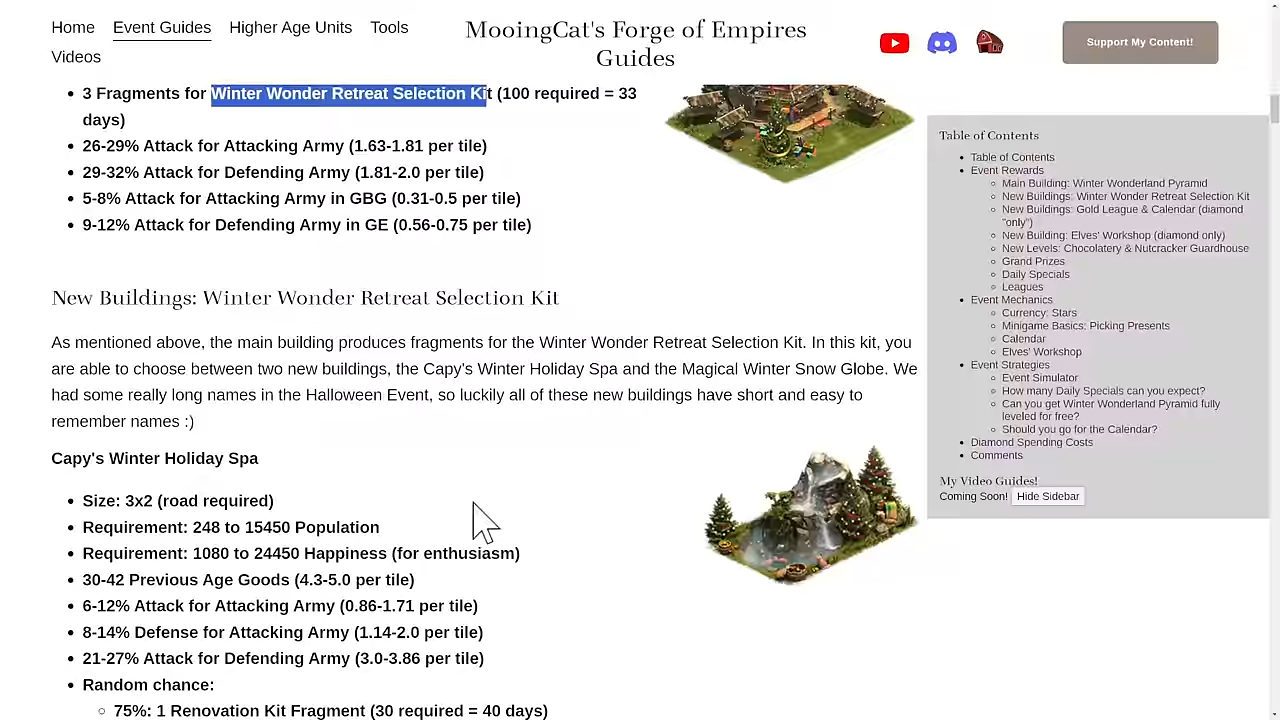 Home Event Guides Higher Age Units Tools
Videos
MooingCat's Forge of Empires
Guides
Support My Content!
3 Fragments for Winter Wonder Retreat Selection Kit (100 required = 33
days)
26-29% Attack for Attacking Army (1.63-1.81 per tile)
29-32% Attack for Defending Army (1.81-2.0 per tile)
5-8% Attack for Attacking Army in GBG (0.31-0.5 per tile)
9-12% Attack for Defending Army in GE (0.56-0.75 per tile)
New Buildings: Winter Wonder Retreat Selection Kit
As mentioned above, the main building produces fragments for the Winter Wonder Retreat Selection Kit. In this kit, you
are able to choose between two new buildings, the Capy's Winter Holiday Spa and the Magical Winter Snow Globe. We
had some really long names in the Halloween Event, so luckily all of these new buildings have short and easy to
remember names :)
Capy's Winter Holiday Spa
Size: 3x2 (road required)
Requirement: 248 to 15450 Population
Requirement: 1080 to 24450 Happiness (for enthusiasm)
30-42 Previous Age Goods (4.3-5.0 per tile)
6-12% Attack for Attacking Army (0.86-1.71 per tile)
8-14% Defense for Attacking Army (1.14-2.0 per tile)
21-27% Attack for Defending Army (3.0-3.86 per tile)
Random chance:
75%: 1 Renovation Kit Fragment (30 required = 40 days)
Table of Contents
Table of Contents
Event Rewards
Main Building: Winter Wonderland Pyramid
New Buildings: Winter Wonder Retreat Selection Kit
New Buildings: Gold League & Calendar (diamond
"only")
New Building: Elves' Workshop (diamond only)
New Levels: Chocolatery & Nutcracker Guardhouse
Grand Prizes
Daily Specials
Leagues
Event Mechanics
Currency: Stars
Minigame Basics: Picking Presents
Calendar
Elves' Workshop
Event Strategies
Event Simulator
How many Daily Specials can you expect?
Can you get Winter Wonderland Pyramid fully
leveled for free?
Should you go for the Calendar?
Diamond Spending Costs
Comments
My Video Guides!
Coming Soon! Hide Sidebar